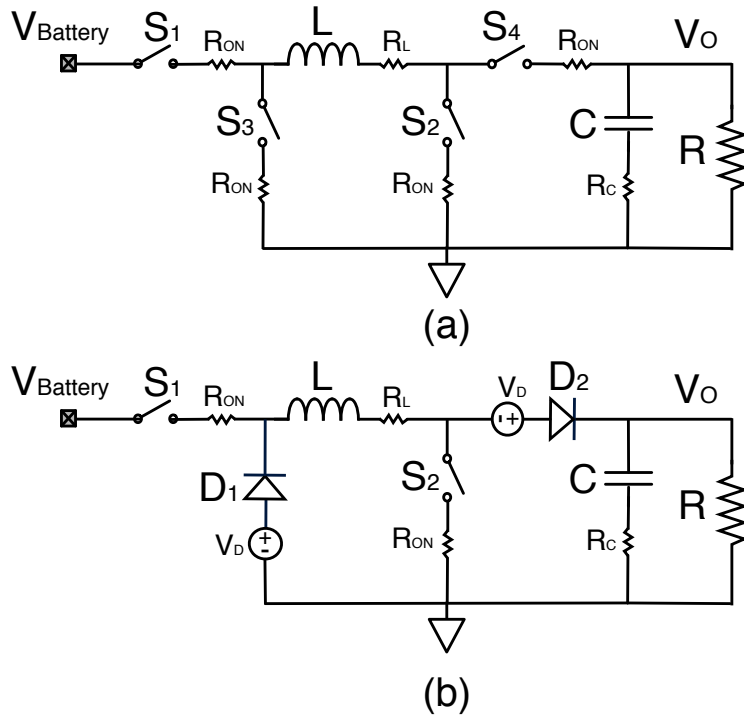 VBattery S1 RON L RL S4 RON VO
S3 S2 C R
RON RON RC
(a)
VBattery S1 RON L RL VD D2 VO
D1 S2 C R
VD RON RC
(b)